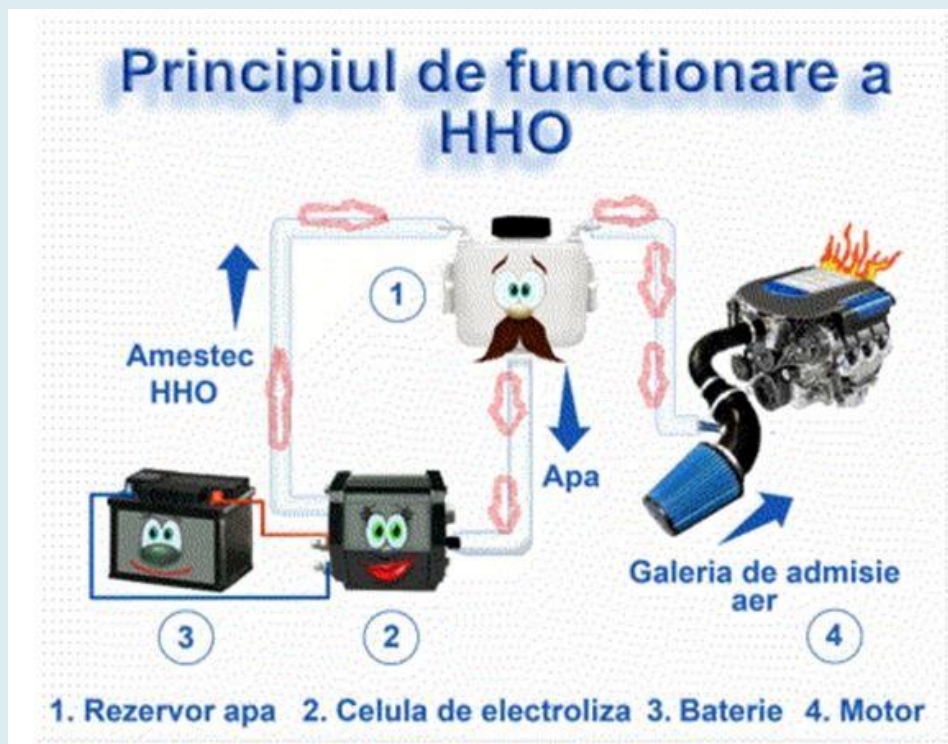 Principiul de functionare a
HHO
1
Amestec
HHO
Apa
Galeria de admisie
aer
3
2
4
1. Rezervor apa 2. Celula de electroliza 3. Baterie 4. Motor